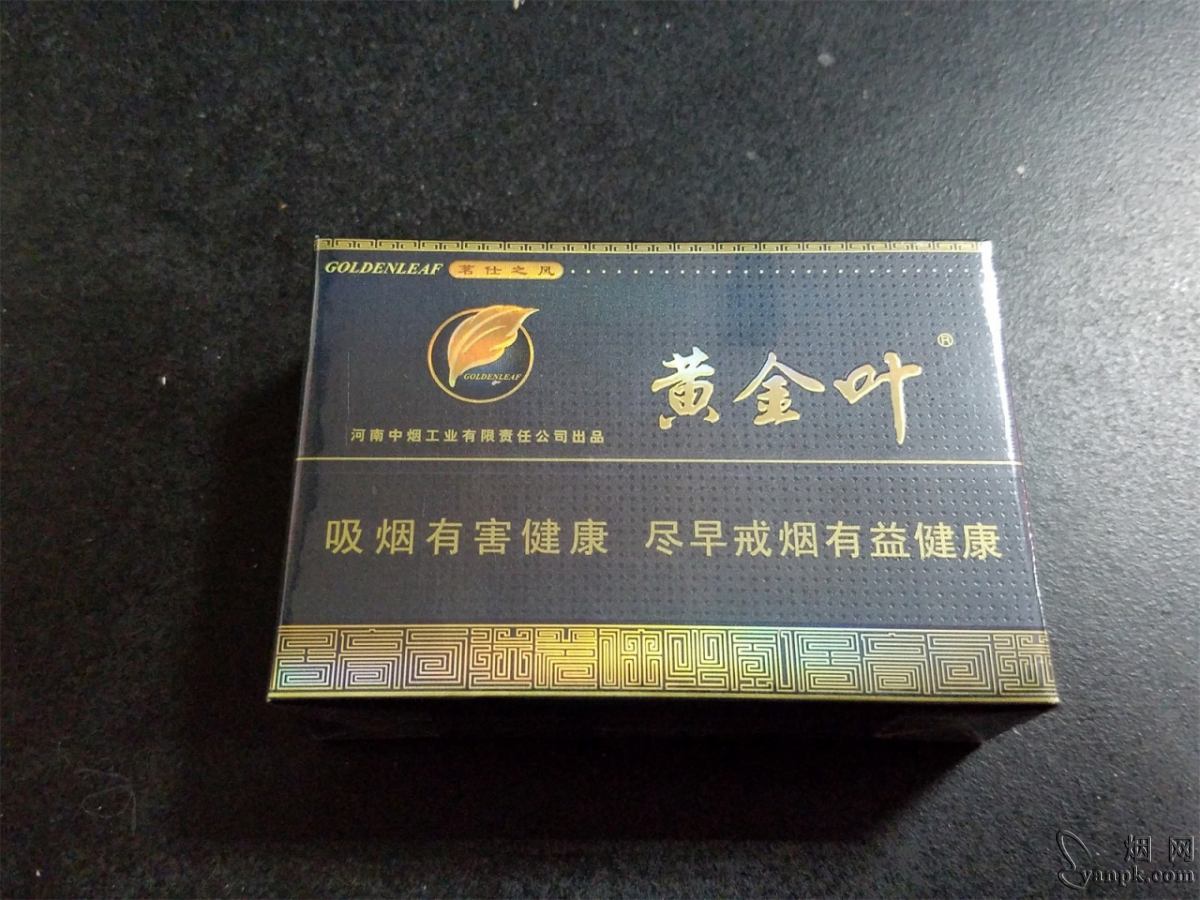 GOLDENLEAF 茗仕之风
GOLDENLEAF
黄金叶®
河南中烟工业有限责任公司出品
吸烟有害健康 尽早戒烟有益健康
烟网
yanpk.com